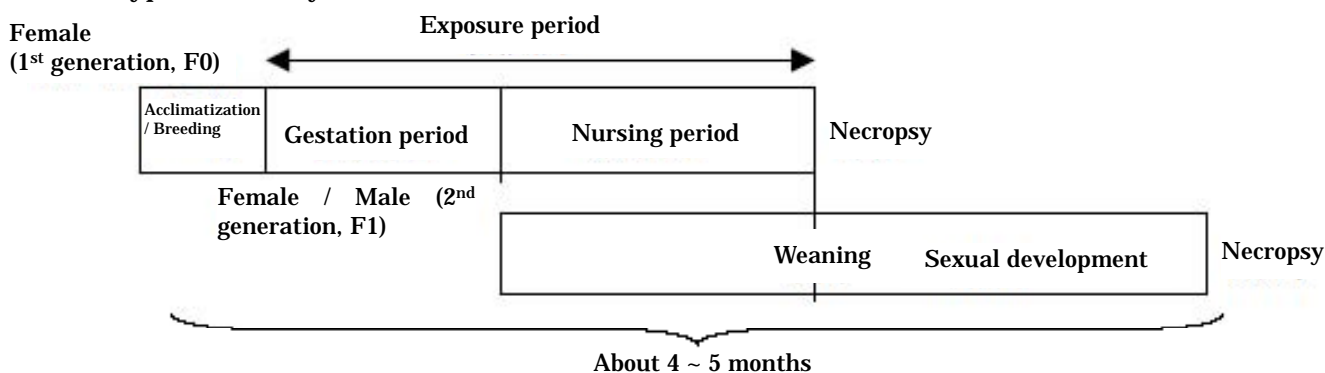 Female
(1st generation, F0)
Exposure period
Acclimatization
/ Breeding
Gestation period
Nursing period
Necropsy
Female / Male (2nd
generation, F1)
Weaning
Sexual development
Necropsy
About 4 ~ 5 months